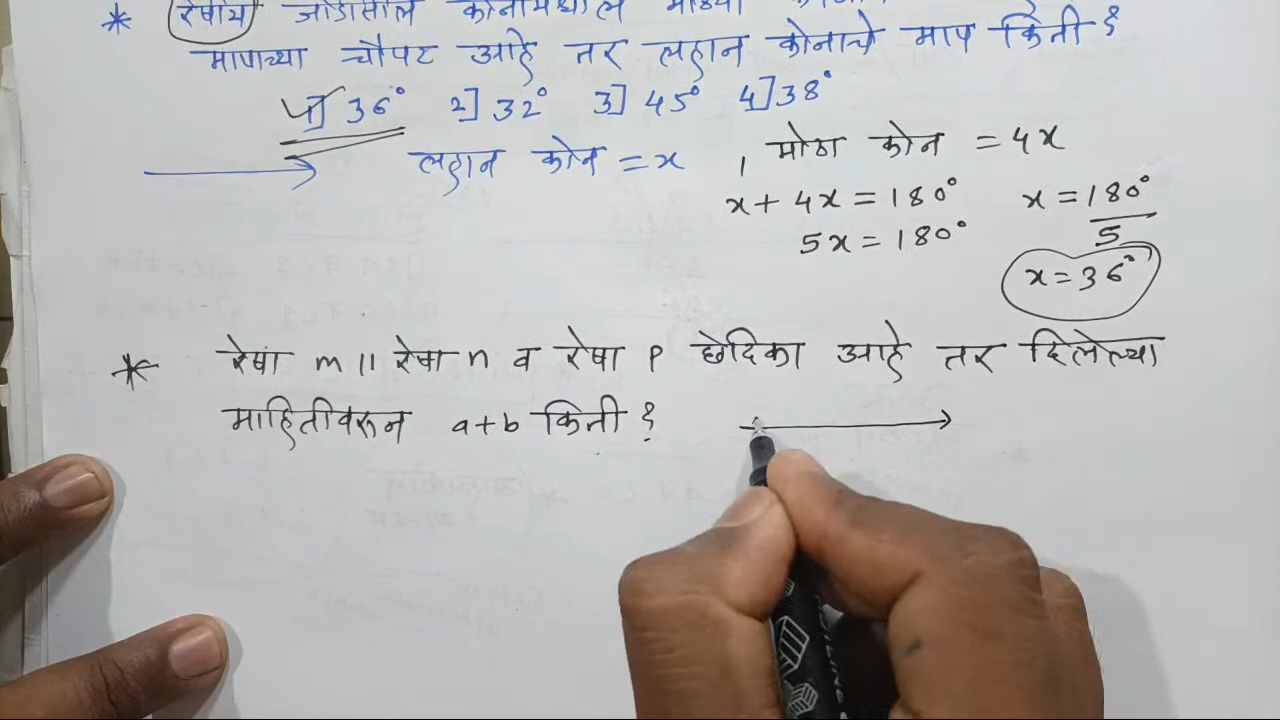 * रेषीय जोडीतील कोनांमधील मोठ्या
मापाच्या चौपट आहे तर लहान कोनाचे माप किती ?
1] 36° 2] 32° 3] 45° 4] 38°
लहान कोन = x , मोठा कोन = 4x
x + 4x = 180° x = 180°
5x = 180° 5
x = 36°
* रेषा m || रेषा n व रेषा p छेदिका आहे तर दिलेल्या
माहितीवरून a+b किती ?